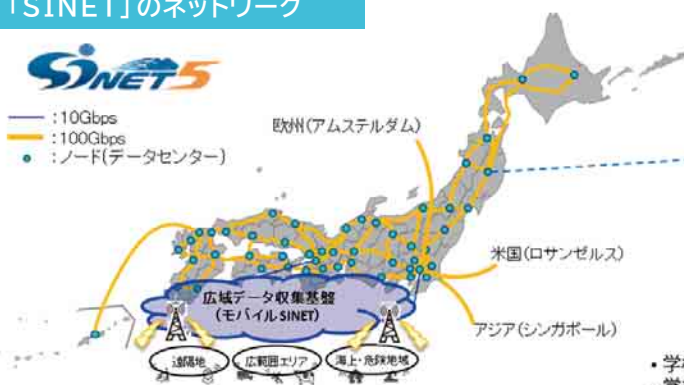 「SINET」のネットワーク
SINET5
:10Gbps
:100Gbps
:ノード(データセンター)
欧州(アムステルダム)
米国(ロサンゼルス)
アジア(シンガポール)
広域データ収集基盤
(モバイルSINET)
遠隔地
広範囲エリア
海上・危険地域
・学